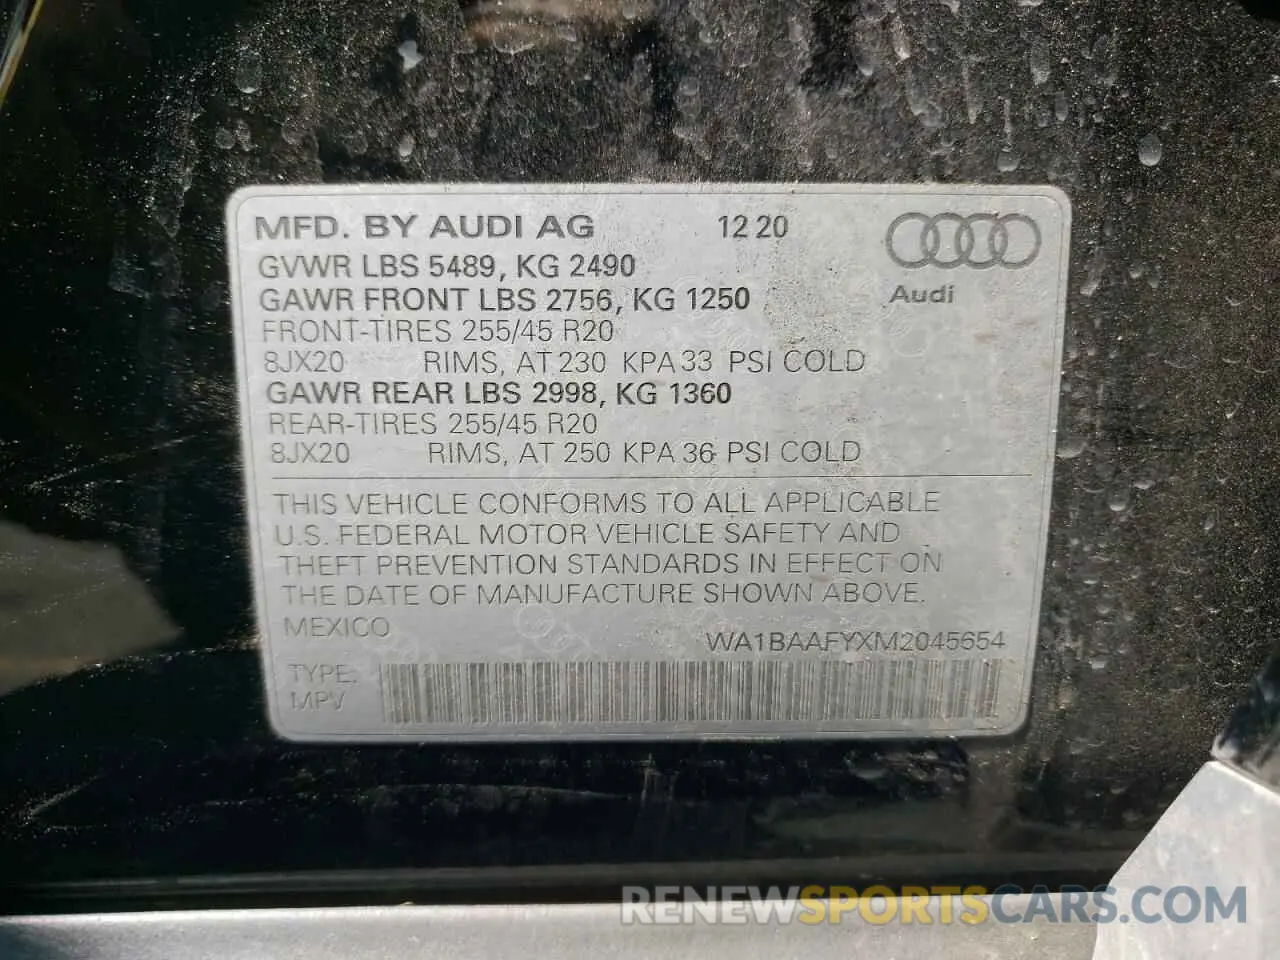 MFD. BY AUDI AG 12 20
GVWR LBS 5489, KG 2490
GAWR FRONT LBS 2756, KG 1250
Audi
FRONT-TIRES 255/45 R20
8JX20 RIMS, AT 230 KPA 33 PSI COLD
GAWR REAR LBS 2998, KG 1360
REAR-TIRES 255/45 R20
8JX20 RIMS, AT 250 KPA 36 PSI COLD
THIS VEHICLE CONFORMS TO ALL APPLICABLE
U.S. FEDERAL MOTOR VEHICLE SAFETY AND
THEFT PREVENTION STANDARDS IN EFFECT ON
THE DATE OF MANUFACTURE SHOWN ABOVE.
MEXICO WA1BAAFYXM2045654
TYPE:
MPV
RENEWSPORTSCARS.COM